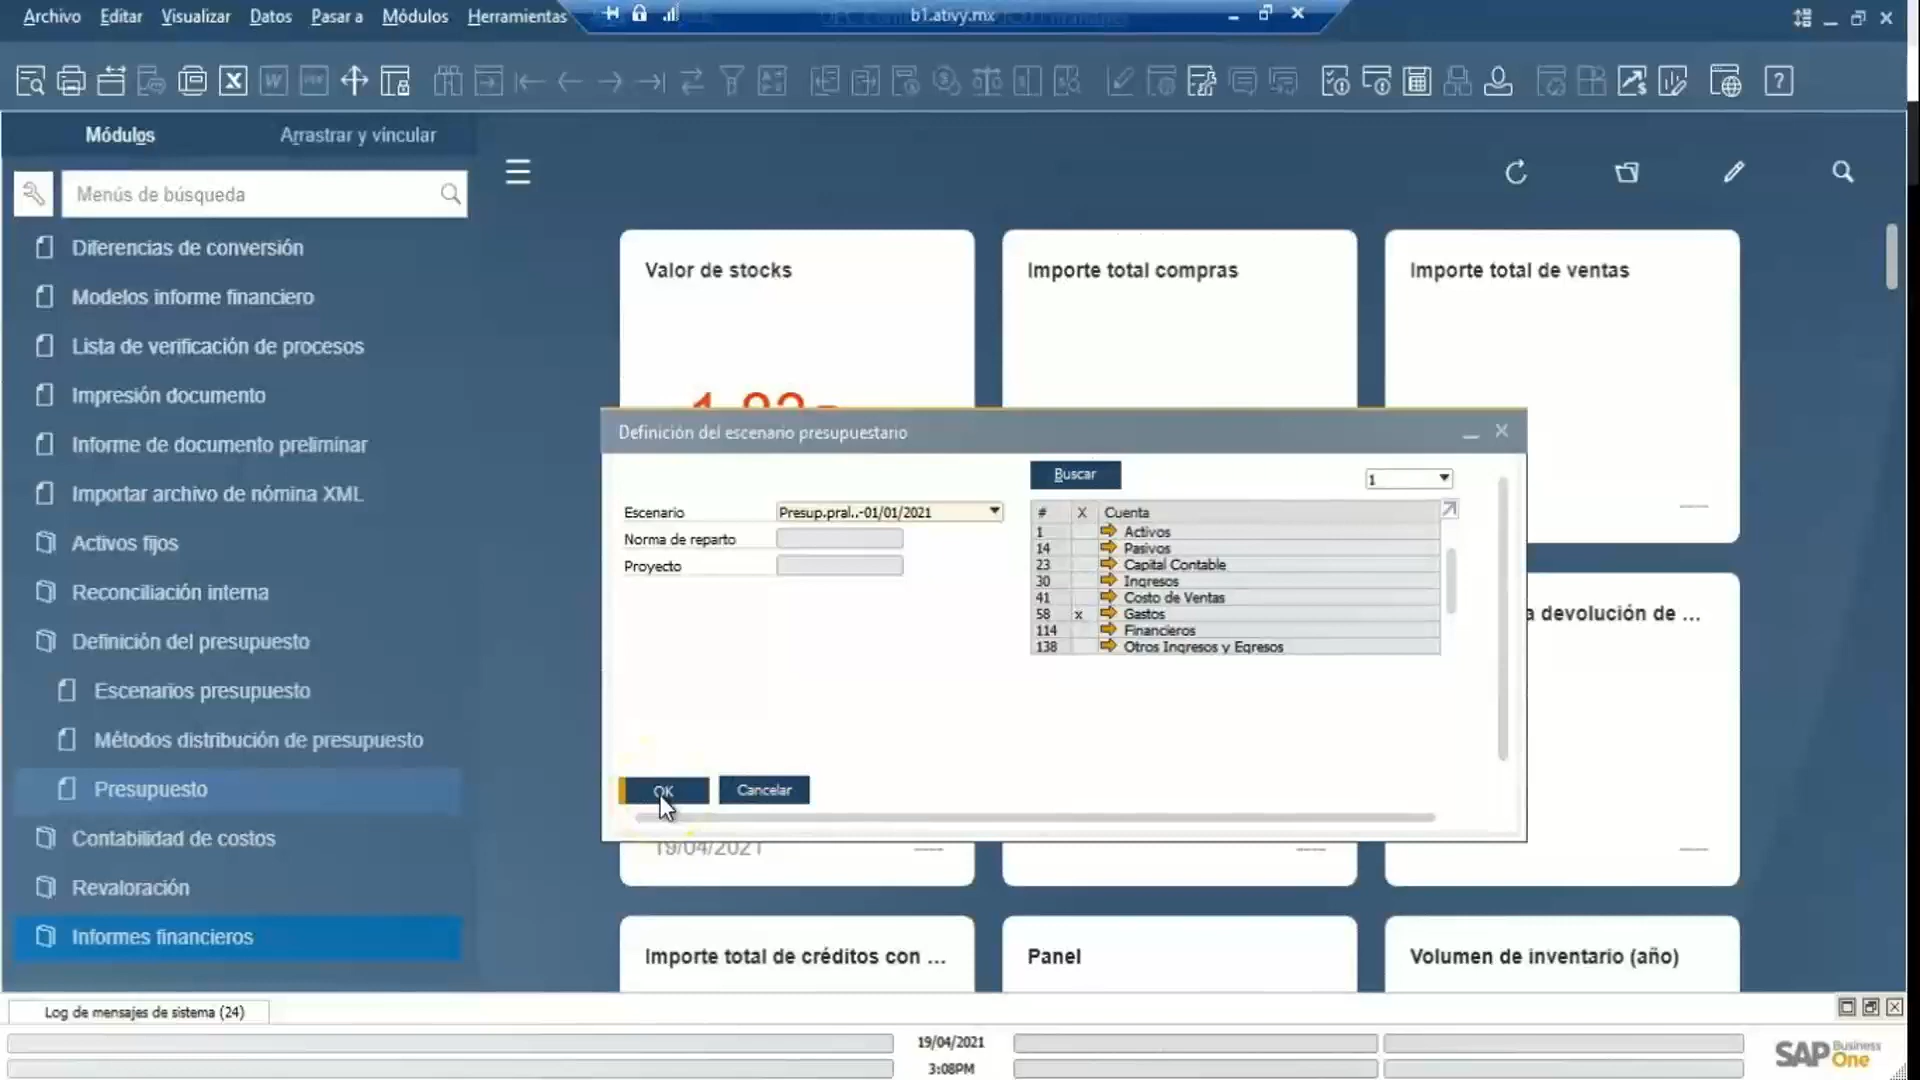 Archivo Editar Visualizar Datos Pasar a Módulos Herramientas
b1.ativy.mx
Módulos Arrastrar y vincular
Menús de búsqueda
Diferencias de conversión
Modelos informe financiero
Lista de verificación de procesos
Impresión documento
Informe de documento preliminar
Importar archivo de nómina XML
Activos fijos
Reconciliación interna
Definición del presupuesto
Escenarios presupuesto
Métodos distribución de presupuesto
Presupuesto
Contabilidad de costos
Revaloración
Informes financieros
Valor de stocks
Importe total compras
Importe total de ventas
Definición del escenario presupuestario
Buscar
1
Escenario Presup.pral..-01/01/2021
Norma de reparto
Proyecto
# X Cuenta
1 Activos
14 Pasivos
23 Capital Contable
30 Ingresos
41 Costo de Ventas
58 x Gastos
114 Financieros
138 Otros Ingresos y Egresos
OK Cancelar
a devolución de ...
19/04/2021
Importe total de créditos con ...
Panel
Volumen de inventario (año)
Log de mensajes de sistema (24)
19/04/2021
3:08PM
SAP Business One